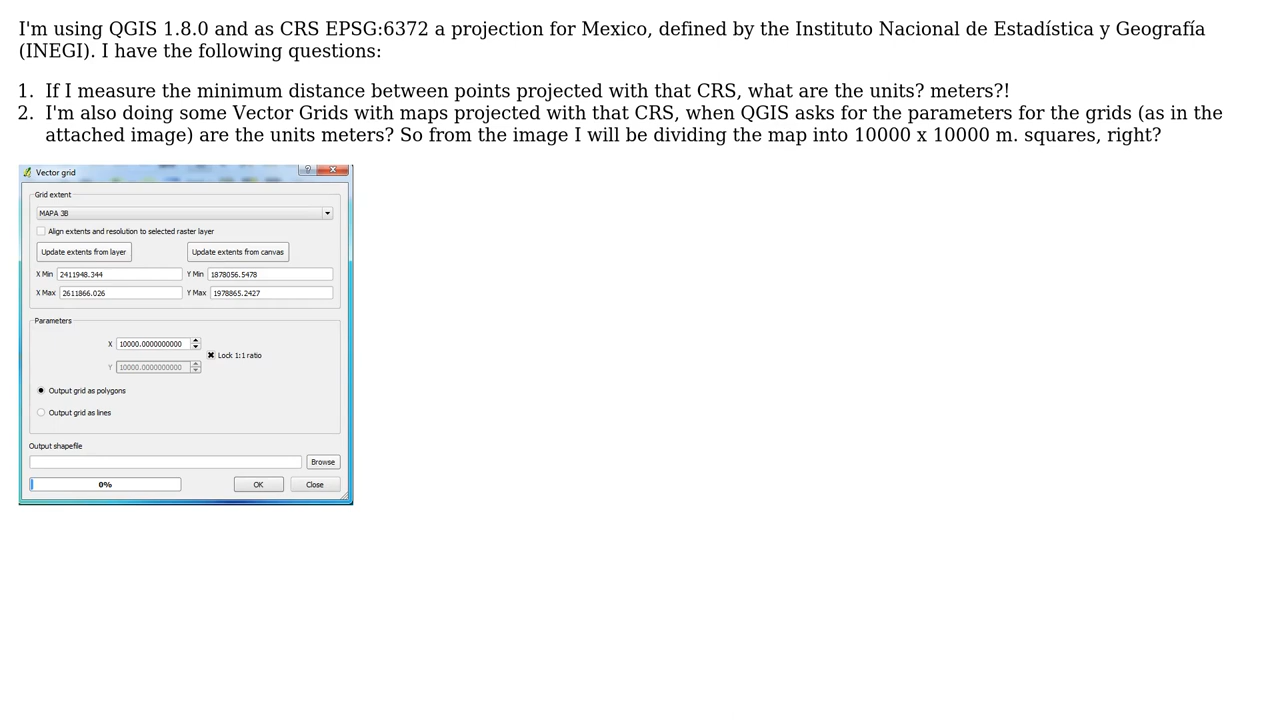 I'm using QGIS 1.8.0 and as CRS EPSG:6372 a projection for Mexico, defined by the Instituto Nacional de Estadística y Geografía
(INEGI). I have the following questions:
1. If I measure the minimum distance between points projected with that CRS, what are the units? meters?!
2. I'm also doing some Vector Grids with maps projected with that CRS, when QGIS asks for the parameters for the grids (as in the
attached image) are the units meters? So from the image I will be dividing the map into 10000 x 10000 m. squares, right?
Vector grid
Grid extent
MAPA 3B
Align extents and resolution to selected raster layer
Update extents from layer Update extents from canvas
X Min 2411948.344 Y Min 1878056.5478
X Max 2611866.026 Y Max 1978865.2427
Parameters
X 10000.0000000000
Lock 1:1 ratio
Y 10000.0000000000
Output grid as polygons
Output grid as lines
Output shapefile
Browse
0% OK Close